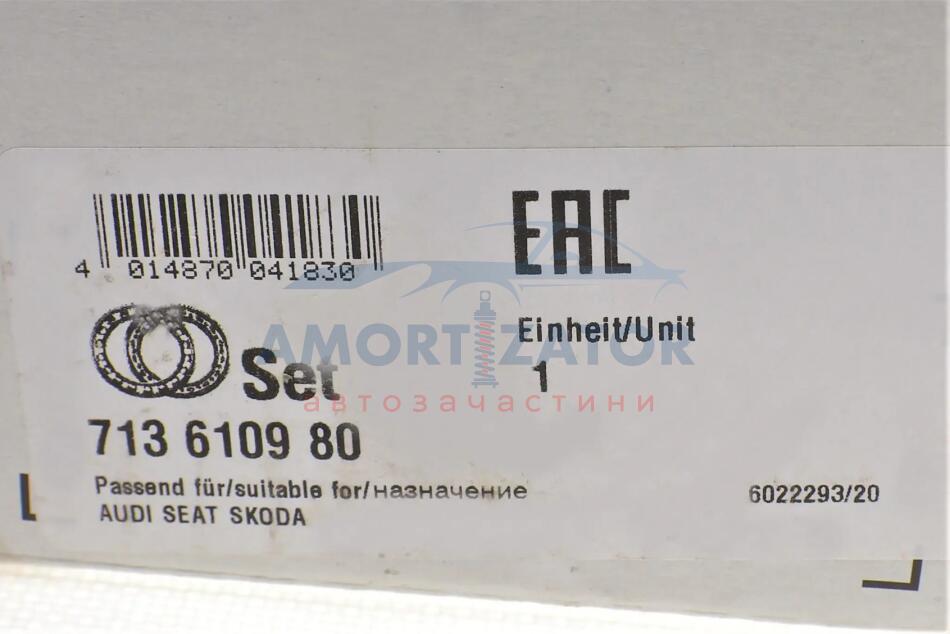 EAC
4 014870 041830
Einheit/Unit
1
Set
713 6109 80
Passend für/suitable for/назначение
AUDI SEAT SKODA
6022293/20
AMORTIZATOR
автозачастини